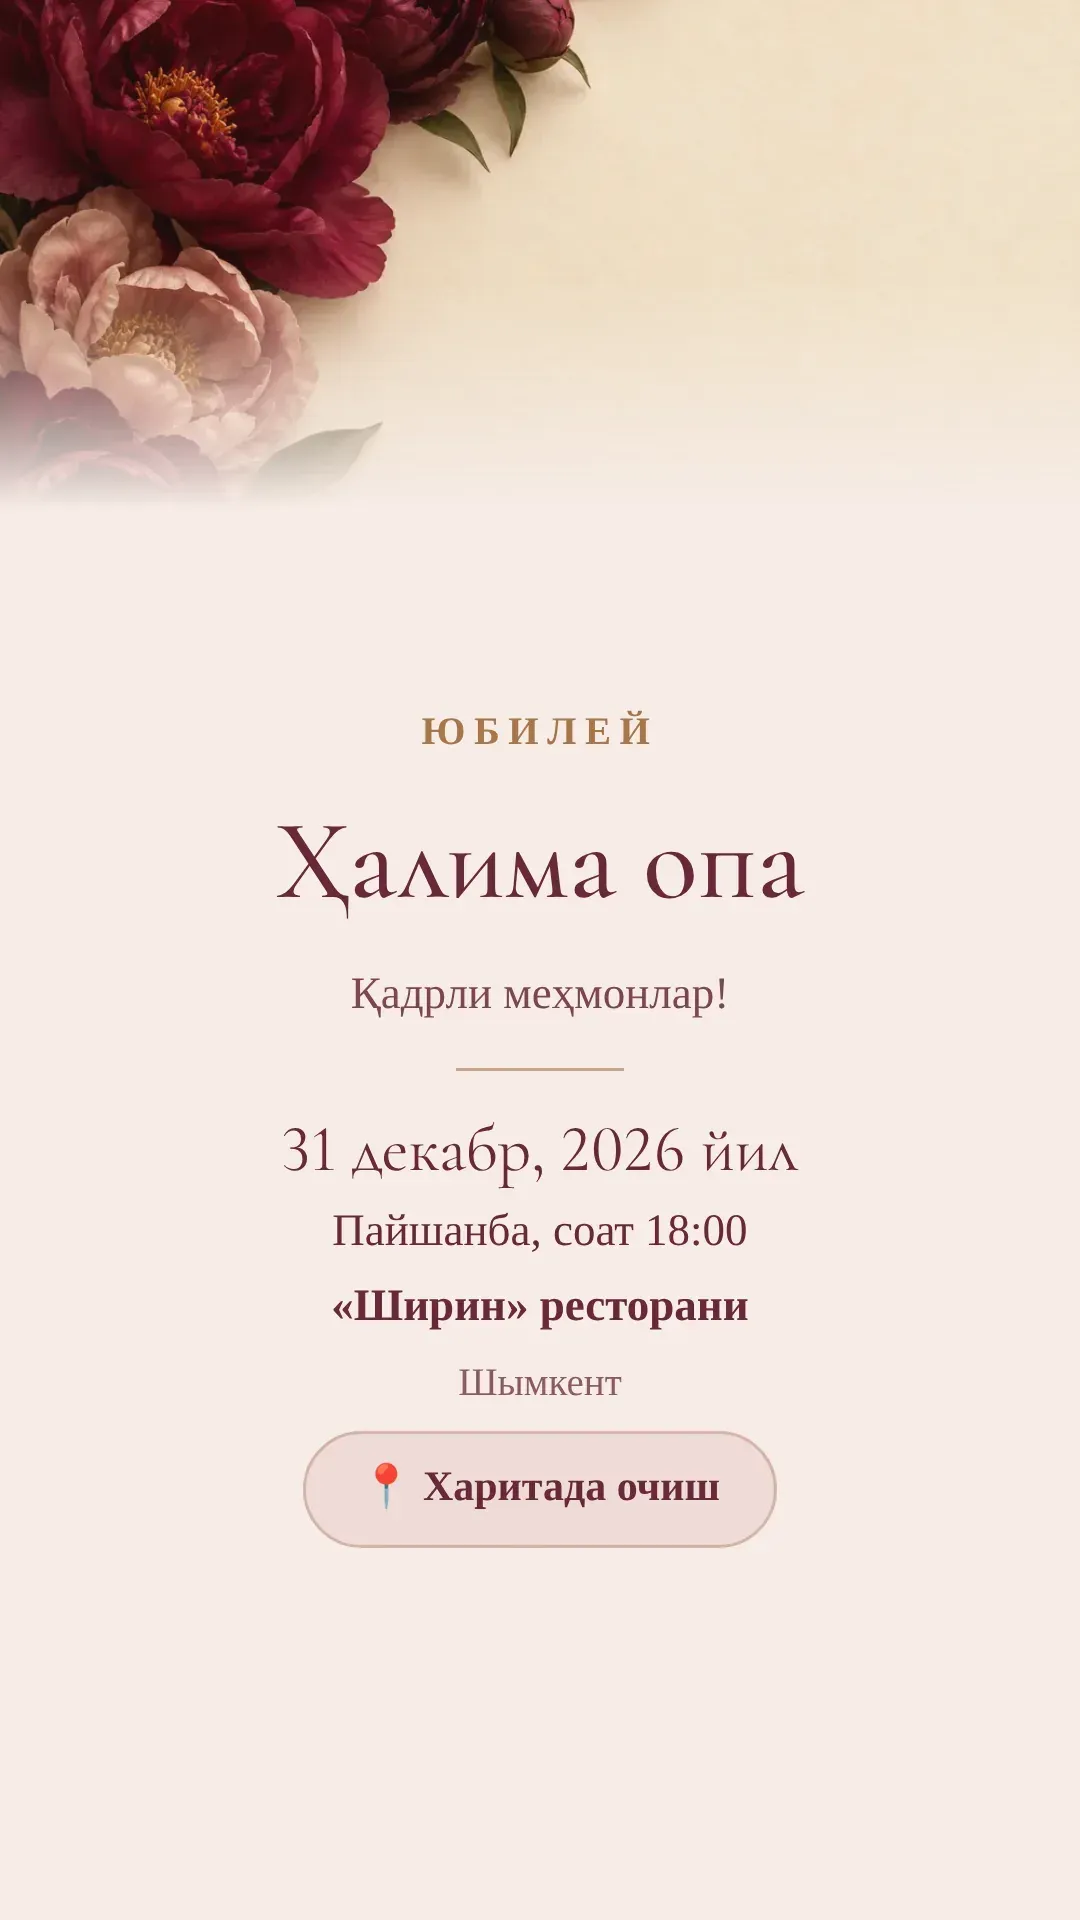 ЮБИЛЕЙ
Ҳалима опа
Қадрли меҳмонлар!
31 декабр, 2026 йил
Пайшанба, соат 18:00
«Ширин» ресторани
Шымкент
📍 Харитада очиш